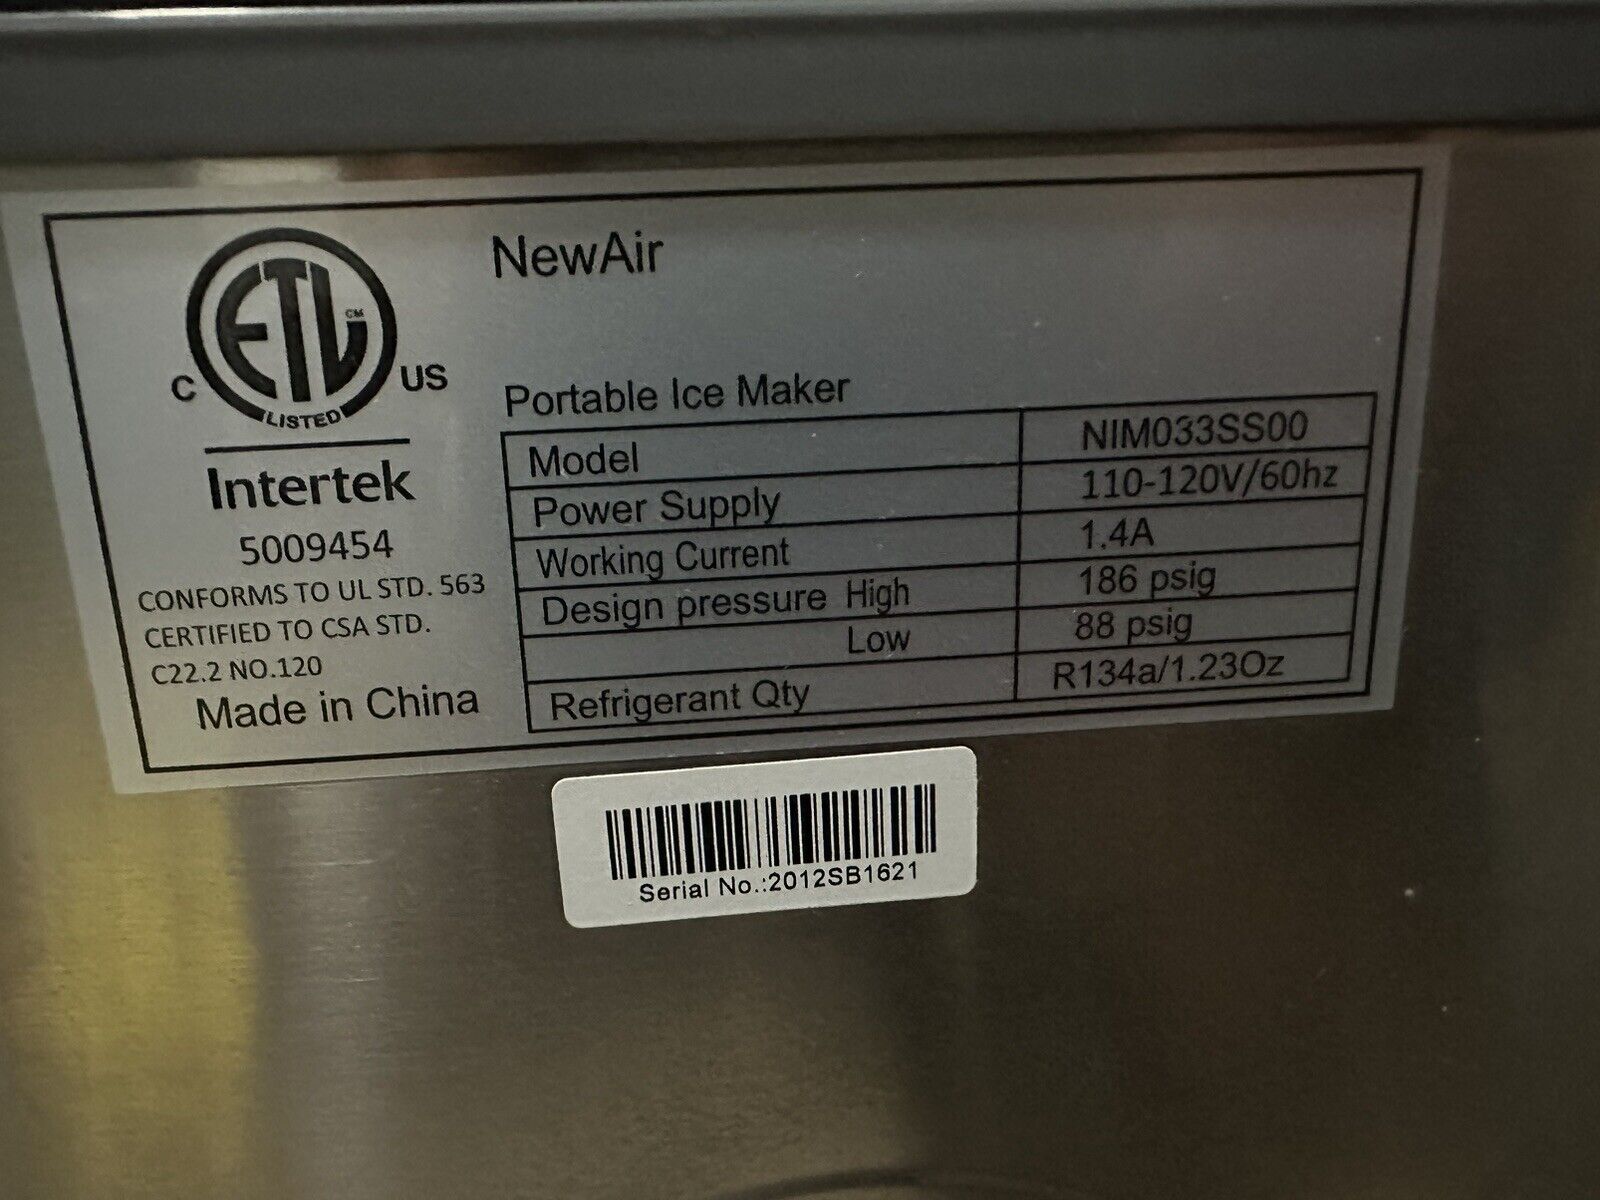 NewAir
C ETL CM US
LISTED
Intertek
5009454
CONFORMS TO UL STD. 563
CERTIFIED TO CSA STD.
C22.2 NO.120
Made in China
Portable Ice Maker
Model NIM033SS00
Power Supply 110-120V/60hz
Working Current 1.4A
Design pressure High 186 psig
Low 88 psig
Refrigerant Qty R134a/1.23Oz
Serial No.:2012SB1621